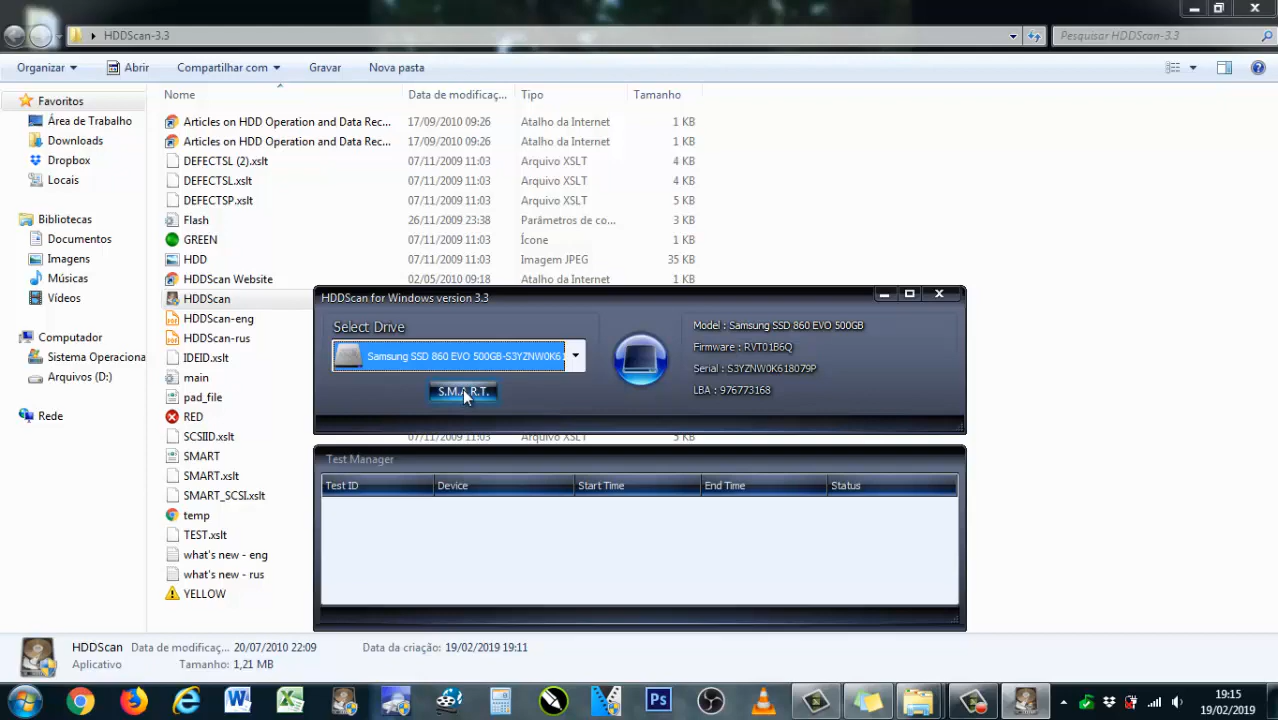 HDDScan-3.3
Pesquisar HDDScan-3.3
Organizar
Abrir
Compartilhar com
Gravar
Nova pasta
Nome
Data de modificaç...
Tipo
Tamanho
Favoritos
Área de Trabalho
Downloads
Dropbox
Locais
Bibliotecas
Documentos
Imagens
Músicas
Vídeos
Computador
Sistema Operaciona
Arquivos (D:)
Rede
Articles on HDD Operation and Data Rec... 17/09/2010 09:26 Atalho da Internet 1 KB
Articles on HDD Operation and Data Rec... 17/09/2010 09:26 Atalho da Internet 1 KB
DEFECTSL (2).xslt 07/11/2009 11:03 Arquivo XSLT 4 KB
DEFECTSL.xslt 07/11/2009 11:03 Arquivo XSLT 4 KB
DEFECTSP.xslt 07/11/2009 11:03 Arquivo XSLT 5 KB
Flash 26/11/2009 23:38 Parâmetros de co... 3 KB
GREEN 07/11/2009 11:03 Ícone 1 KB
HDD 07/11/2009 11:03 Imagem JPEG 35 KB
HDDScan Website 02/05/2010 09:18 Atalho da Internet 1 KB
HDDScan
HDDScan-eng
HDDScan-rus
IDEID.xslt
main
pad_file
RED
SCSIID.xslt 07/11/2009 11:03 Arquivo XSLT 5 KB
SMART
SMART.xslt
SMART_SCSI.xslt
temp
TEST.xslt
what's new - eng
what's new - rus
YELLOW
HDDScan for Windows version 3.3
Select Drive
Samsung SSD 860 EVO 500GB-S3YZNW0K61
S.M.A.R.T.
Model : Samsung SSD 860 EVO 500GB
Firmware : RVT01B6Q
Serial : S3YZNW0K618079P
LBA : 976773168
Test Manager
Test ID
Device
Start Time
End Time
Status
HDDScan Data de modificaç... 20/07/2010 22:09 Data da criação: 19/02/2019 19:11
Aplicativo Tamanho: 1,21 MB
Ps
19:15
19/02/2019